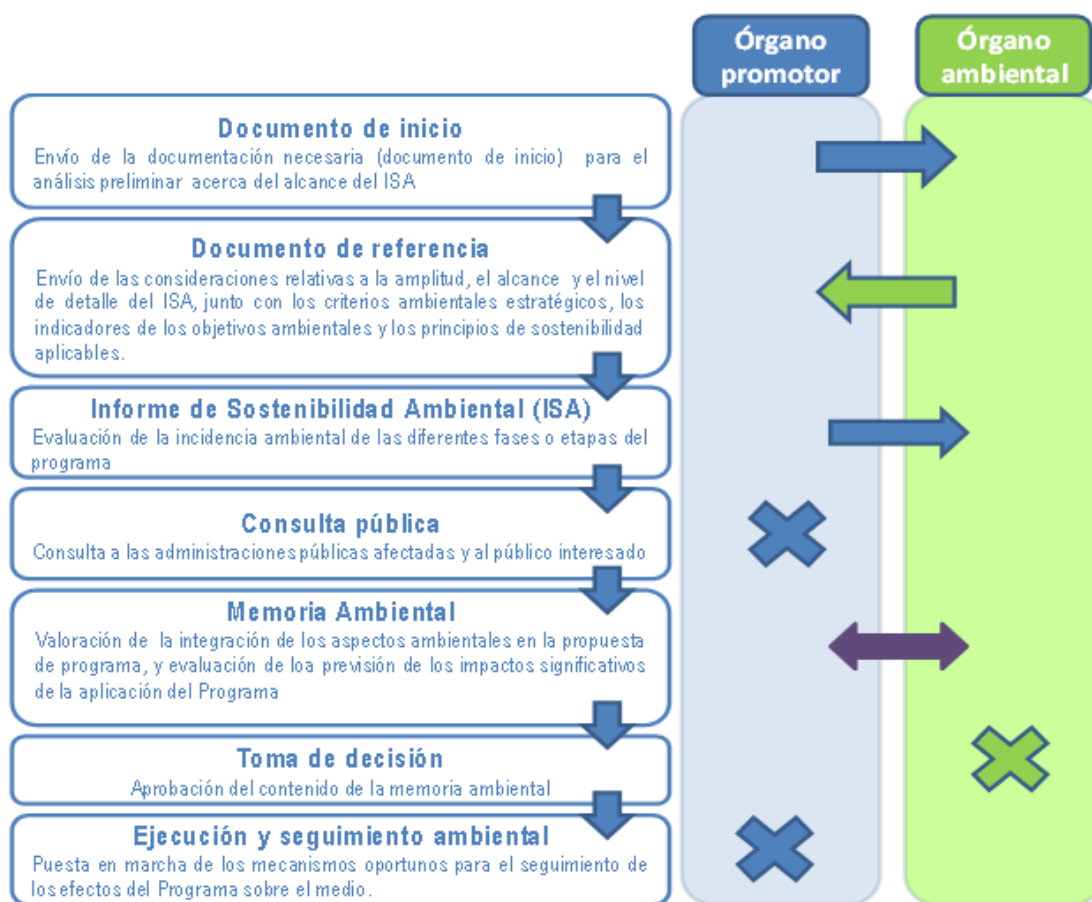 Órgano
promotor
Órgano
ambiental
Documento de inicio
Envío de la documentación necesaria (documento de inicio) para el
análisis preliminar acerca del alcance del ISA
Documento de referencia
Envío de las consideraciones relativas a la amplitud, el alcance y el nivel
de detalle del ISA, junto con los criterios ambientales estratégicos, los
indicadores de los objetivos ambientales y los principios de sostenibilidad
aplicables.
Informe de Sostenibilidad Ambiental (ISA)
Evaluación de la incidencia ambiental de las diferentes fases o etapas del
programa
Consulta pública
Consulta a las administraciones públicas afectadas y al público interesado
Memoria Ambiental
Valoración de la integración de los aspectos ambientales en la propuesta
de programa, y evaluación de loa previsión de los impactos significativos
de la aplicación del Programa
Toma de decisión
Aprobación del contenido de la memoria ambiental
Ejecución y seguimiento ambiental
Puesta en marcha de los mecanismos oportunos para el seguimiento de
los efectos del Programa sobre el medio.